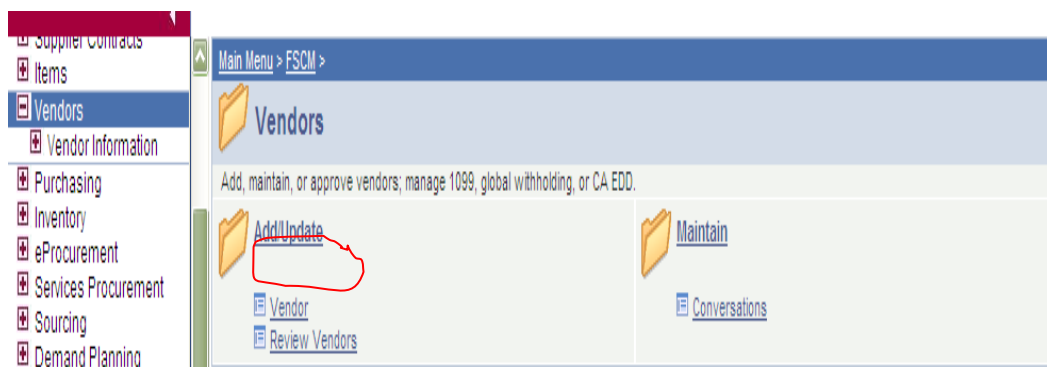 Supplier Contracts
Items
Vendors
Vendor Information
Purchasing
Inventory
eProcurement
Services Procurement
Sourcing
Demand Planning
Main Menu > FSCM >
Vendors
Add, maintain, or approve vendors; manage 1099, global withholding, or CA EDD.
Add/Update
Vendor
Review Vendors
Maintain
Conversations